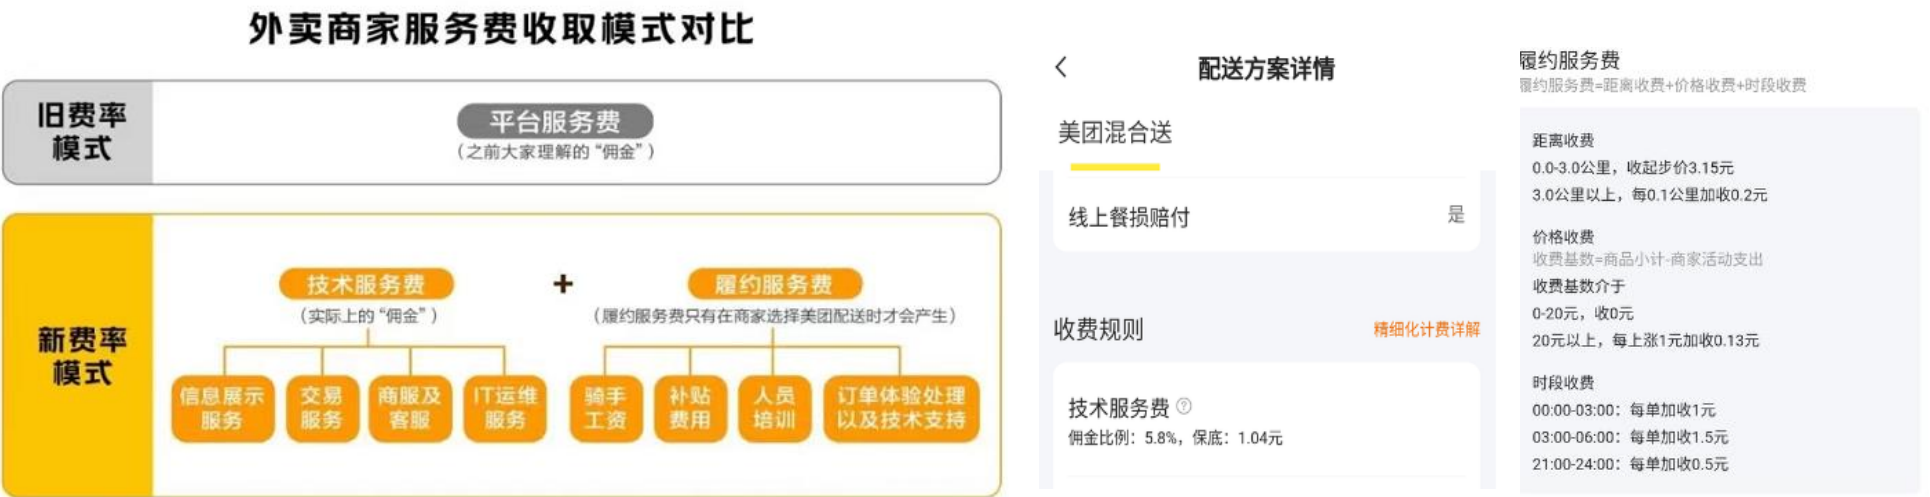 外卖商家服务费收取模式对比
旧费率
模式
平台服务费
(之前大家理解的“佣金”)
新费率
模式
技术服务费
(实际上的“佣金”)
+
履约服务费
(履约服务费只有在商家选择美团配送时才会产生)
信息展示
服务
交易
服务
商服及
客服
IT运维
服务
骑手
工资
补贴
费用
人员
培训
订单体验处理
以及技术支持
配送方案详情
美团混合送
线上餐损赔付
是
收费规则
精细化计费详解
技术服务费
佣金比例：5.8%，保底：1.04元
履约服务费
履约服务费=距离收费+价格收费+时段收费
距离收费
0.0-3.0公里，收起步价3.15元
3.0公里以上，每0.1公里加收0.2元
价格收费
收费基数=商品小计-商家活动支出
收费基数介于
0-20元，收0元
20元以上，每上涨1元加收0.13元
时段收费
00:00-03:00：每单加收1元
03:00-06:00：每单加收1.5元
21:00-24:00：每单加收0.5元